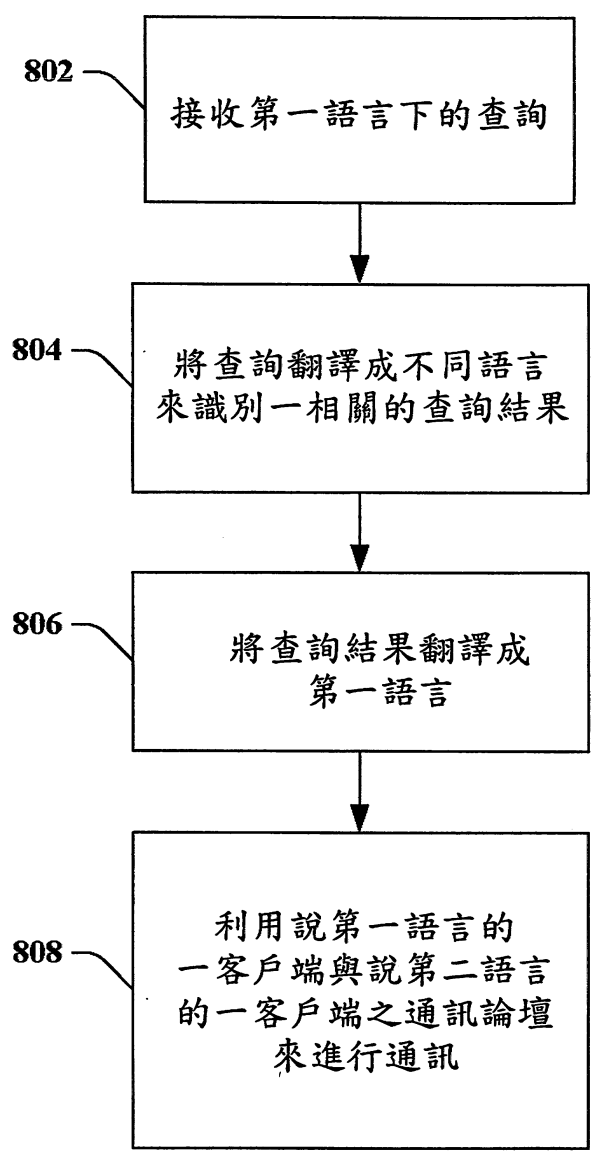 802
接收第一語言下的查詢
804
將查詢翻譯成不同語言
來識別一相關的查詢結果
806
將查詢結果翻譯成
第一語言
808
利用說第一語言的
一客戶端與說第二語言
的一客戶端之通訊論壇
來進行通訊